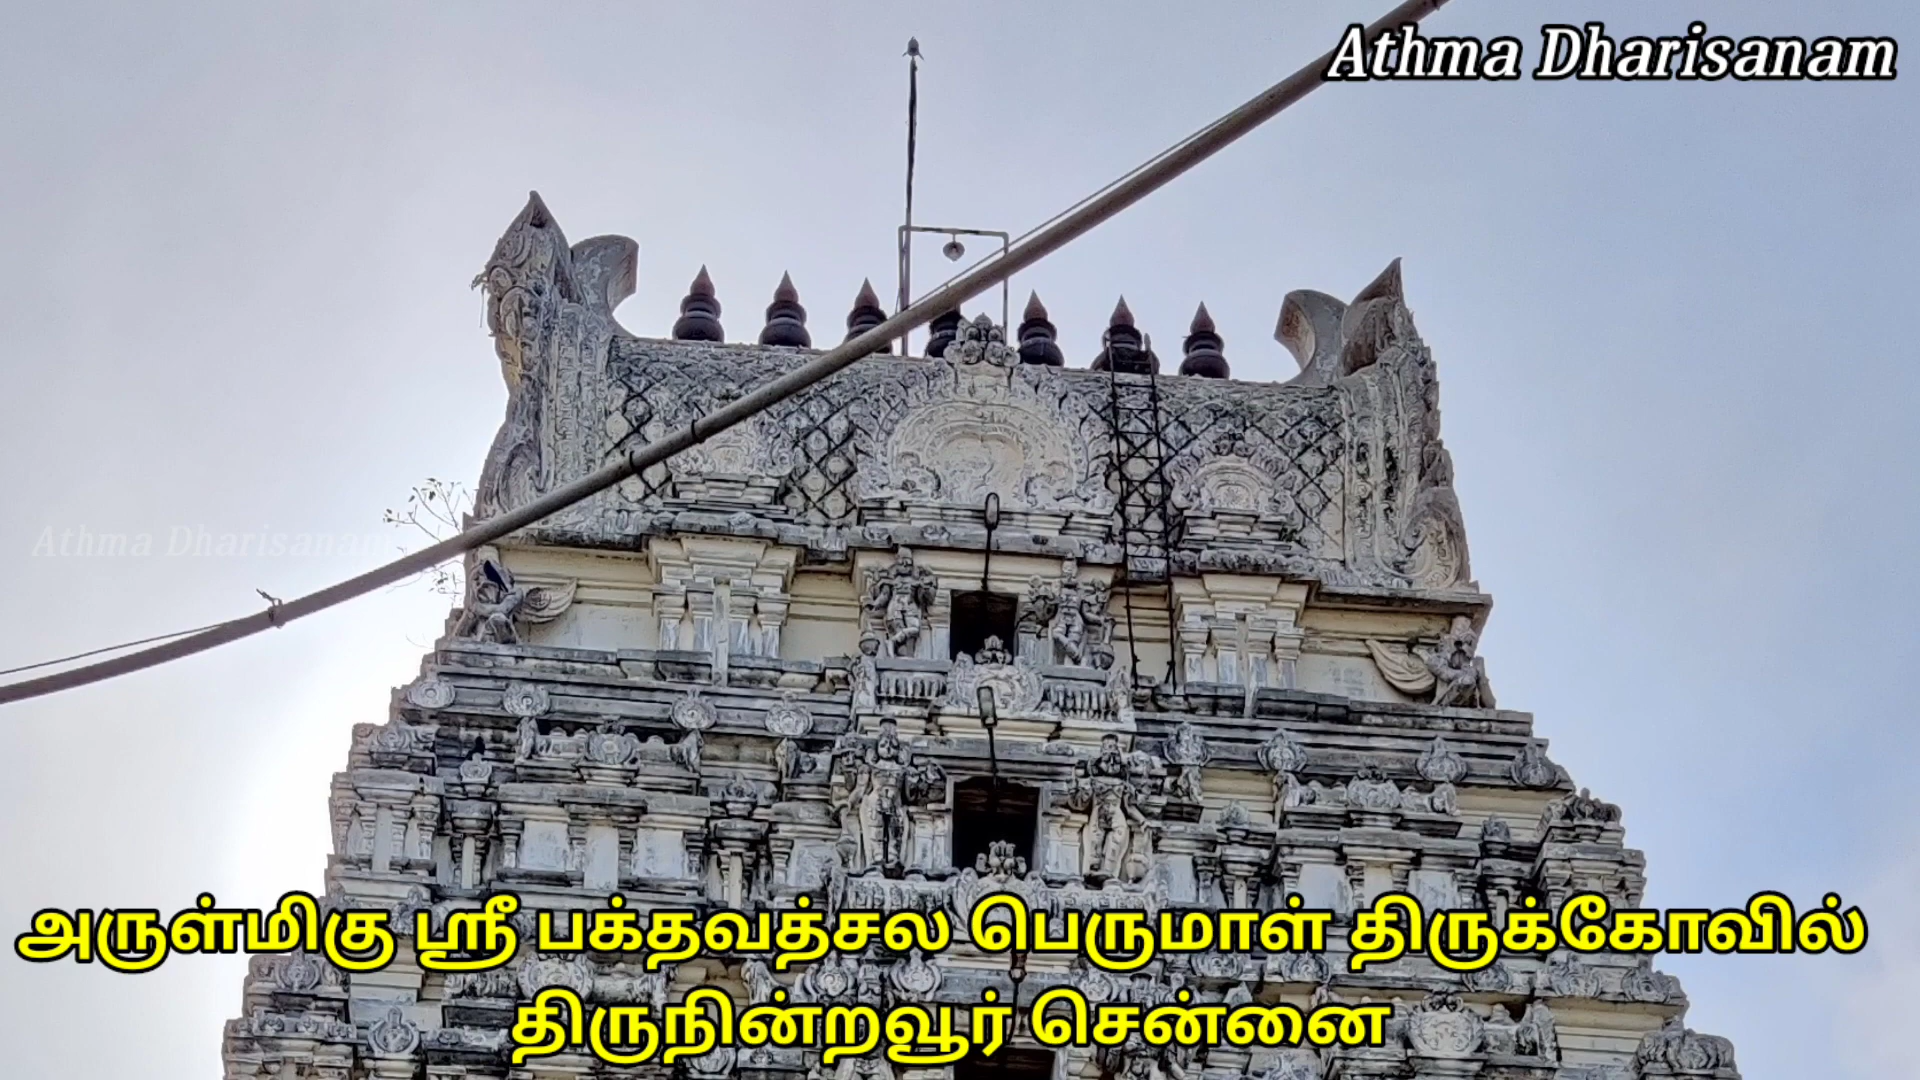 Athma Dharisanam
Athma Dharisanam
அருள்மிகு ஸ்ரீ பக்தவத்சல பெருமாள் திருக்கோவில்
திருநின்றவூர் சென்னை